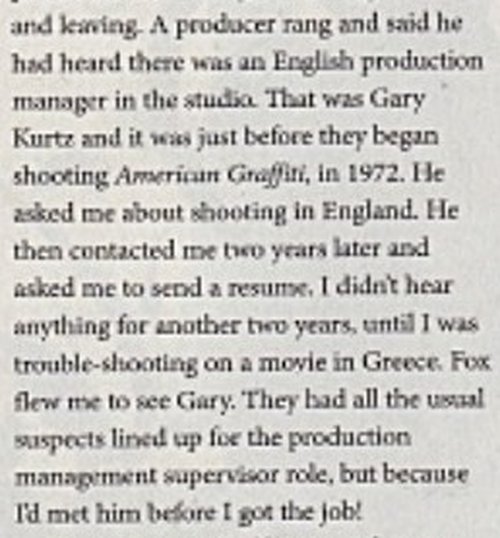 and leaving. A producer rang and said he
had heard there was an English production
manager in the studio. That was Gary
Kurtz and it was just before they began
shooting American Graffiti, in 1972. He
asked me about shooting in England. He
then contacted me two years later and
asked me to send a resume. I didn't hear
anything for another two years, until I was
trouble-shooting on a movie in Greece. Fox
flew me to see Gary. They had all the usual
suspects lined up for the production
management supervisor role, but because
I'd met him before I got the job!